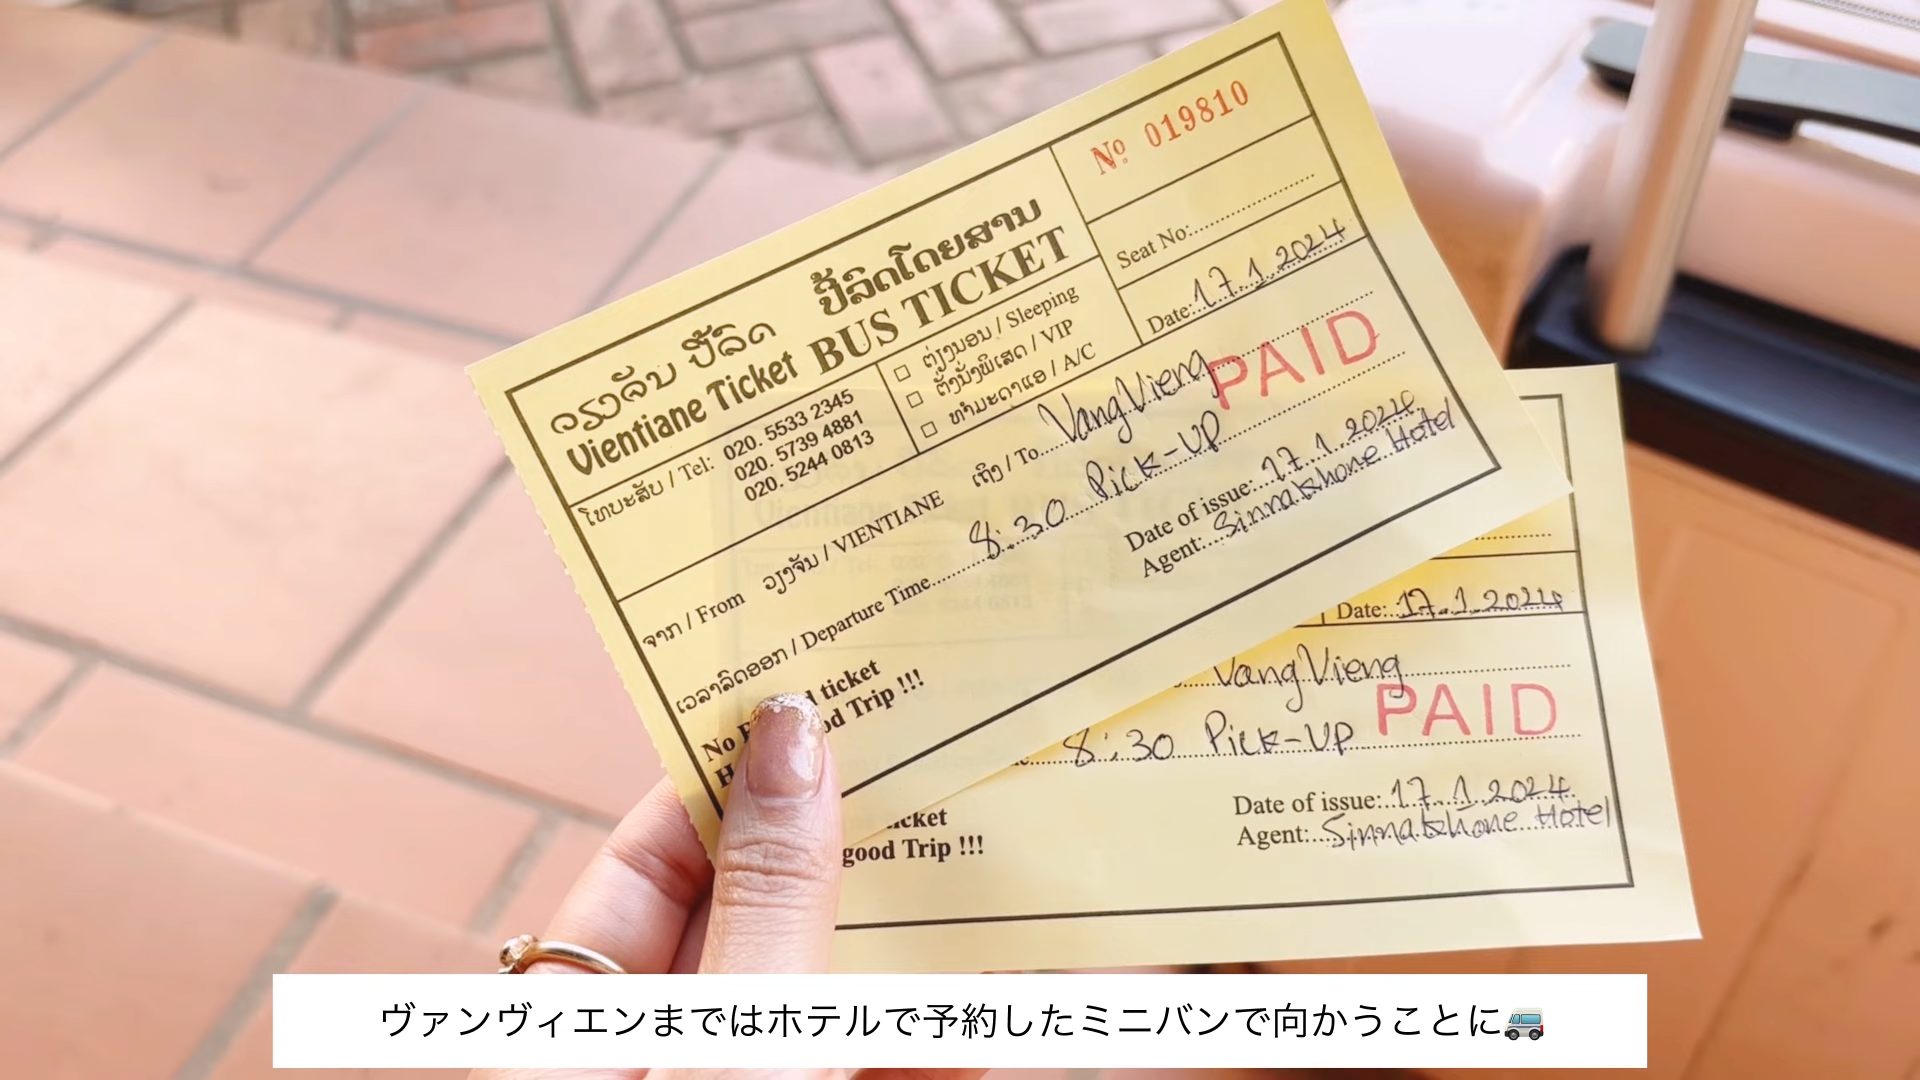 ວຽງຈັນ ປີ້ລົດ ປີ້ລົດໂດຍສານ
Vientiane Ticket BUS TICKET
Nº 019810
Seat No:
Date: 17.1.2024
ໂທບະສັບ / Tel: 020. 5533 2345
020. 5739 4881
020. 5244 0813
ຕຽງນອນ / Sleeping
ຕັ່ງນັ່ງພິເສດ / VIP
ທຳມະດາແອ / A/C
ຈາກ / From ວຽງຈັນ / VIENTIANE ເຖິງ / To VangVieng
PAID
ເວລາລົດອອກ / Departure Time 8:30 Pick-UP
Date of issue: 17.1.2024
Agent: Sinnakhone Hotel
No ticket
Trip !!!
Date: 17.1.2024
VangVieng
PAID
8:30 Pick-UP
Date of issue: 17.1.2024
Agent: Sinnakhone Hotel
good Trip !!!
ヴァンヴィエンまではホテルで予約したミニバンで向かうことに🚐